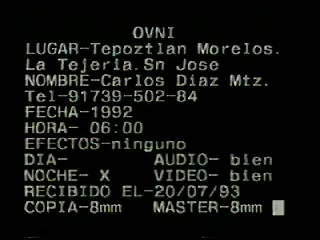 OVNI
LUGAR-Tepoztlan Morelos.
La Tejeria.Sn Jose
NOMBRE-Carlos Diaz Mtz.
Tel-91739-502-84
FECHA-1992
HORA- 06:00
EFECTOS-ninguno
DIA- AUDIO- bien
NOCHE- X VIDEO- bien
RECIBIDO EL-20/07/93
COPIA-8mm MASTER-8mm